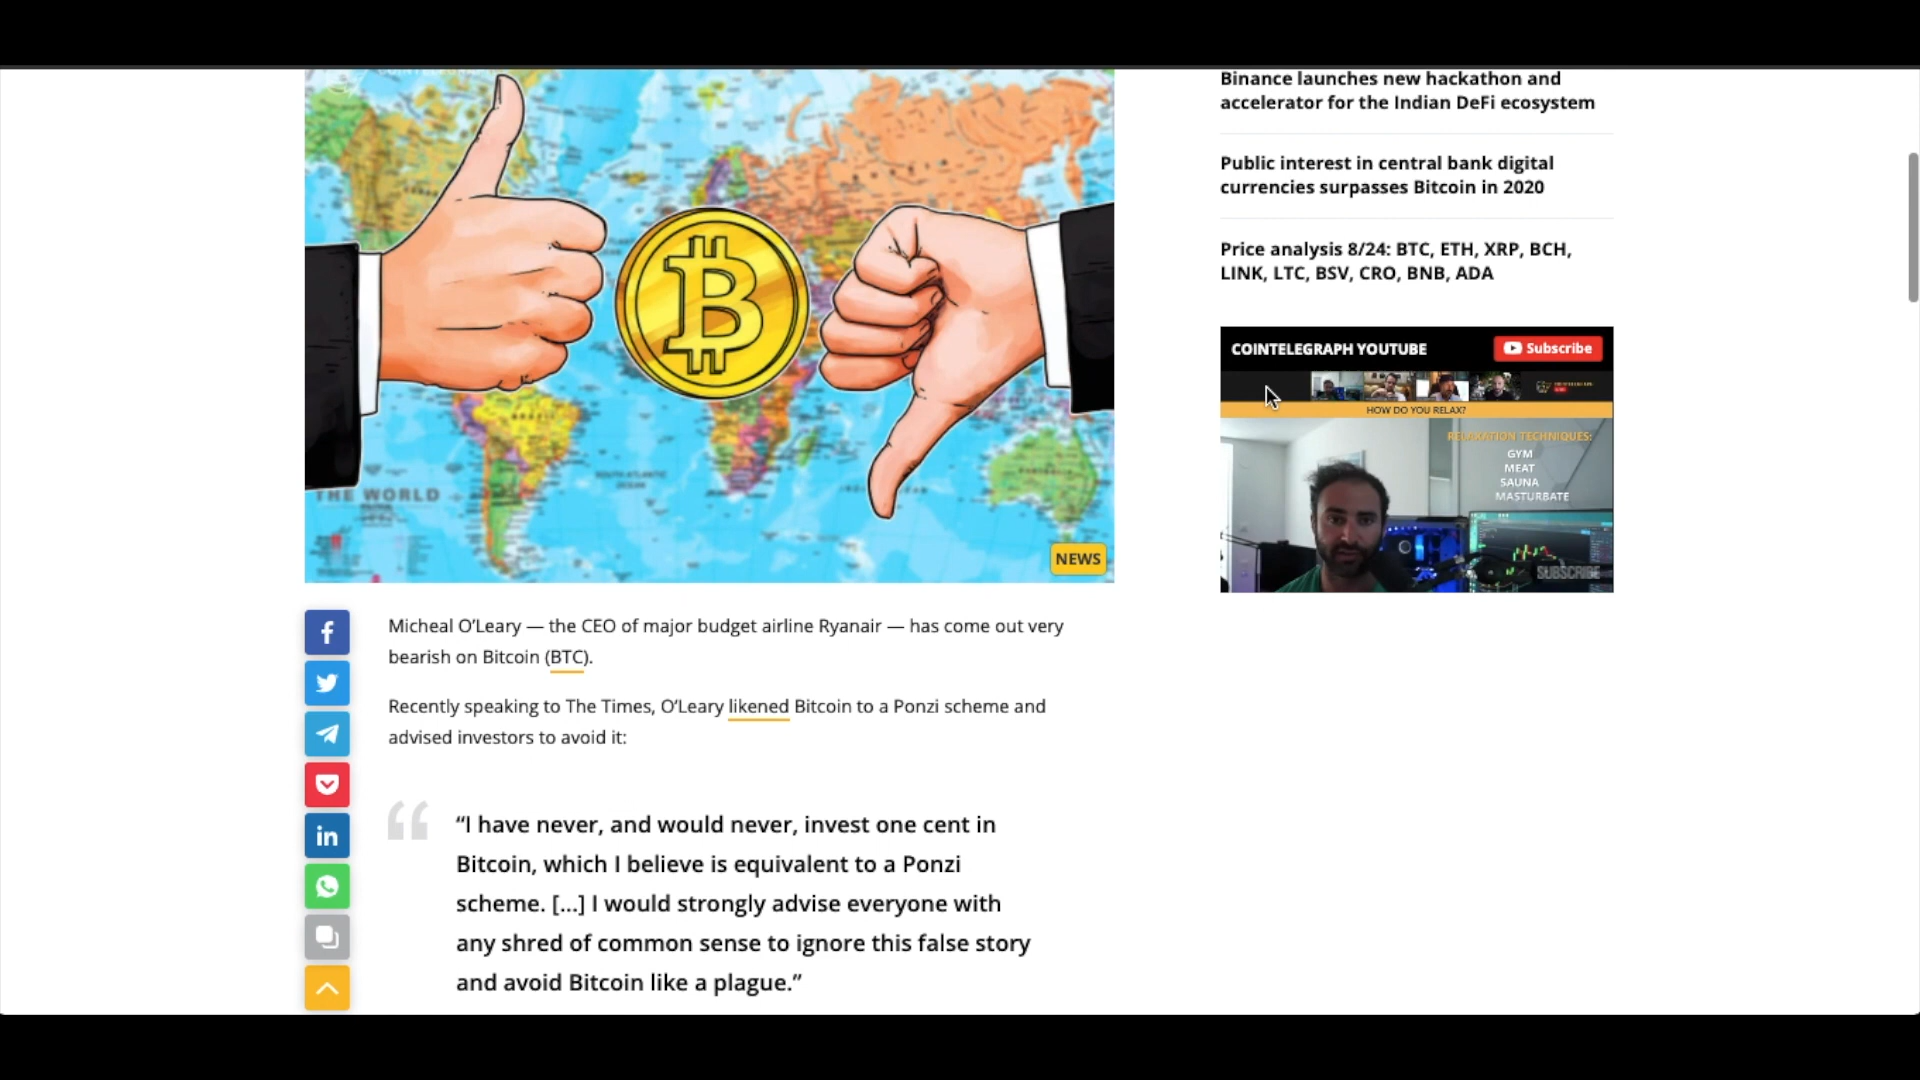 THE WORLD
NEWS
Micheal O’Leary — the CEO of major budget airline Ryanair — has come out very
bearish on Bitcoin (BTC).
Recently speaking to The Times, O’Leary likened Bitcoin to a Ponzi scheme and
advised investors to avoid it:
“I have never, and would never, invest one cent in
Bitcoin, which I believe is equivalent to a Ponzi
scheme. [...] I would strongly advise everyone with
any shred of common sense to ignore this false story
and avoid Bitcoin like a plague.”
Binance launches new hackathon and
accelerator for the Indian DeFi ecosystem
Public interest in central bank digital
currencies surpasses Bitcoin in 2020
Price analysis 8/24: BTC, ETH, XRP, BCH,
LINK, LTC, BSV, CRO, BNB, ADA
COINTELEGRAPH YOUTUBE
Subscribe
HOW DO YOU RELAX?
RELAXATION TECHNIQUES:
GYM
MEAT
SAUNA
MASTURBATE
SUBSCRIBE